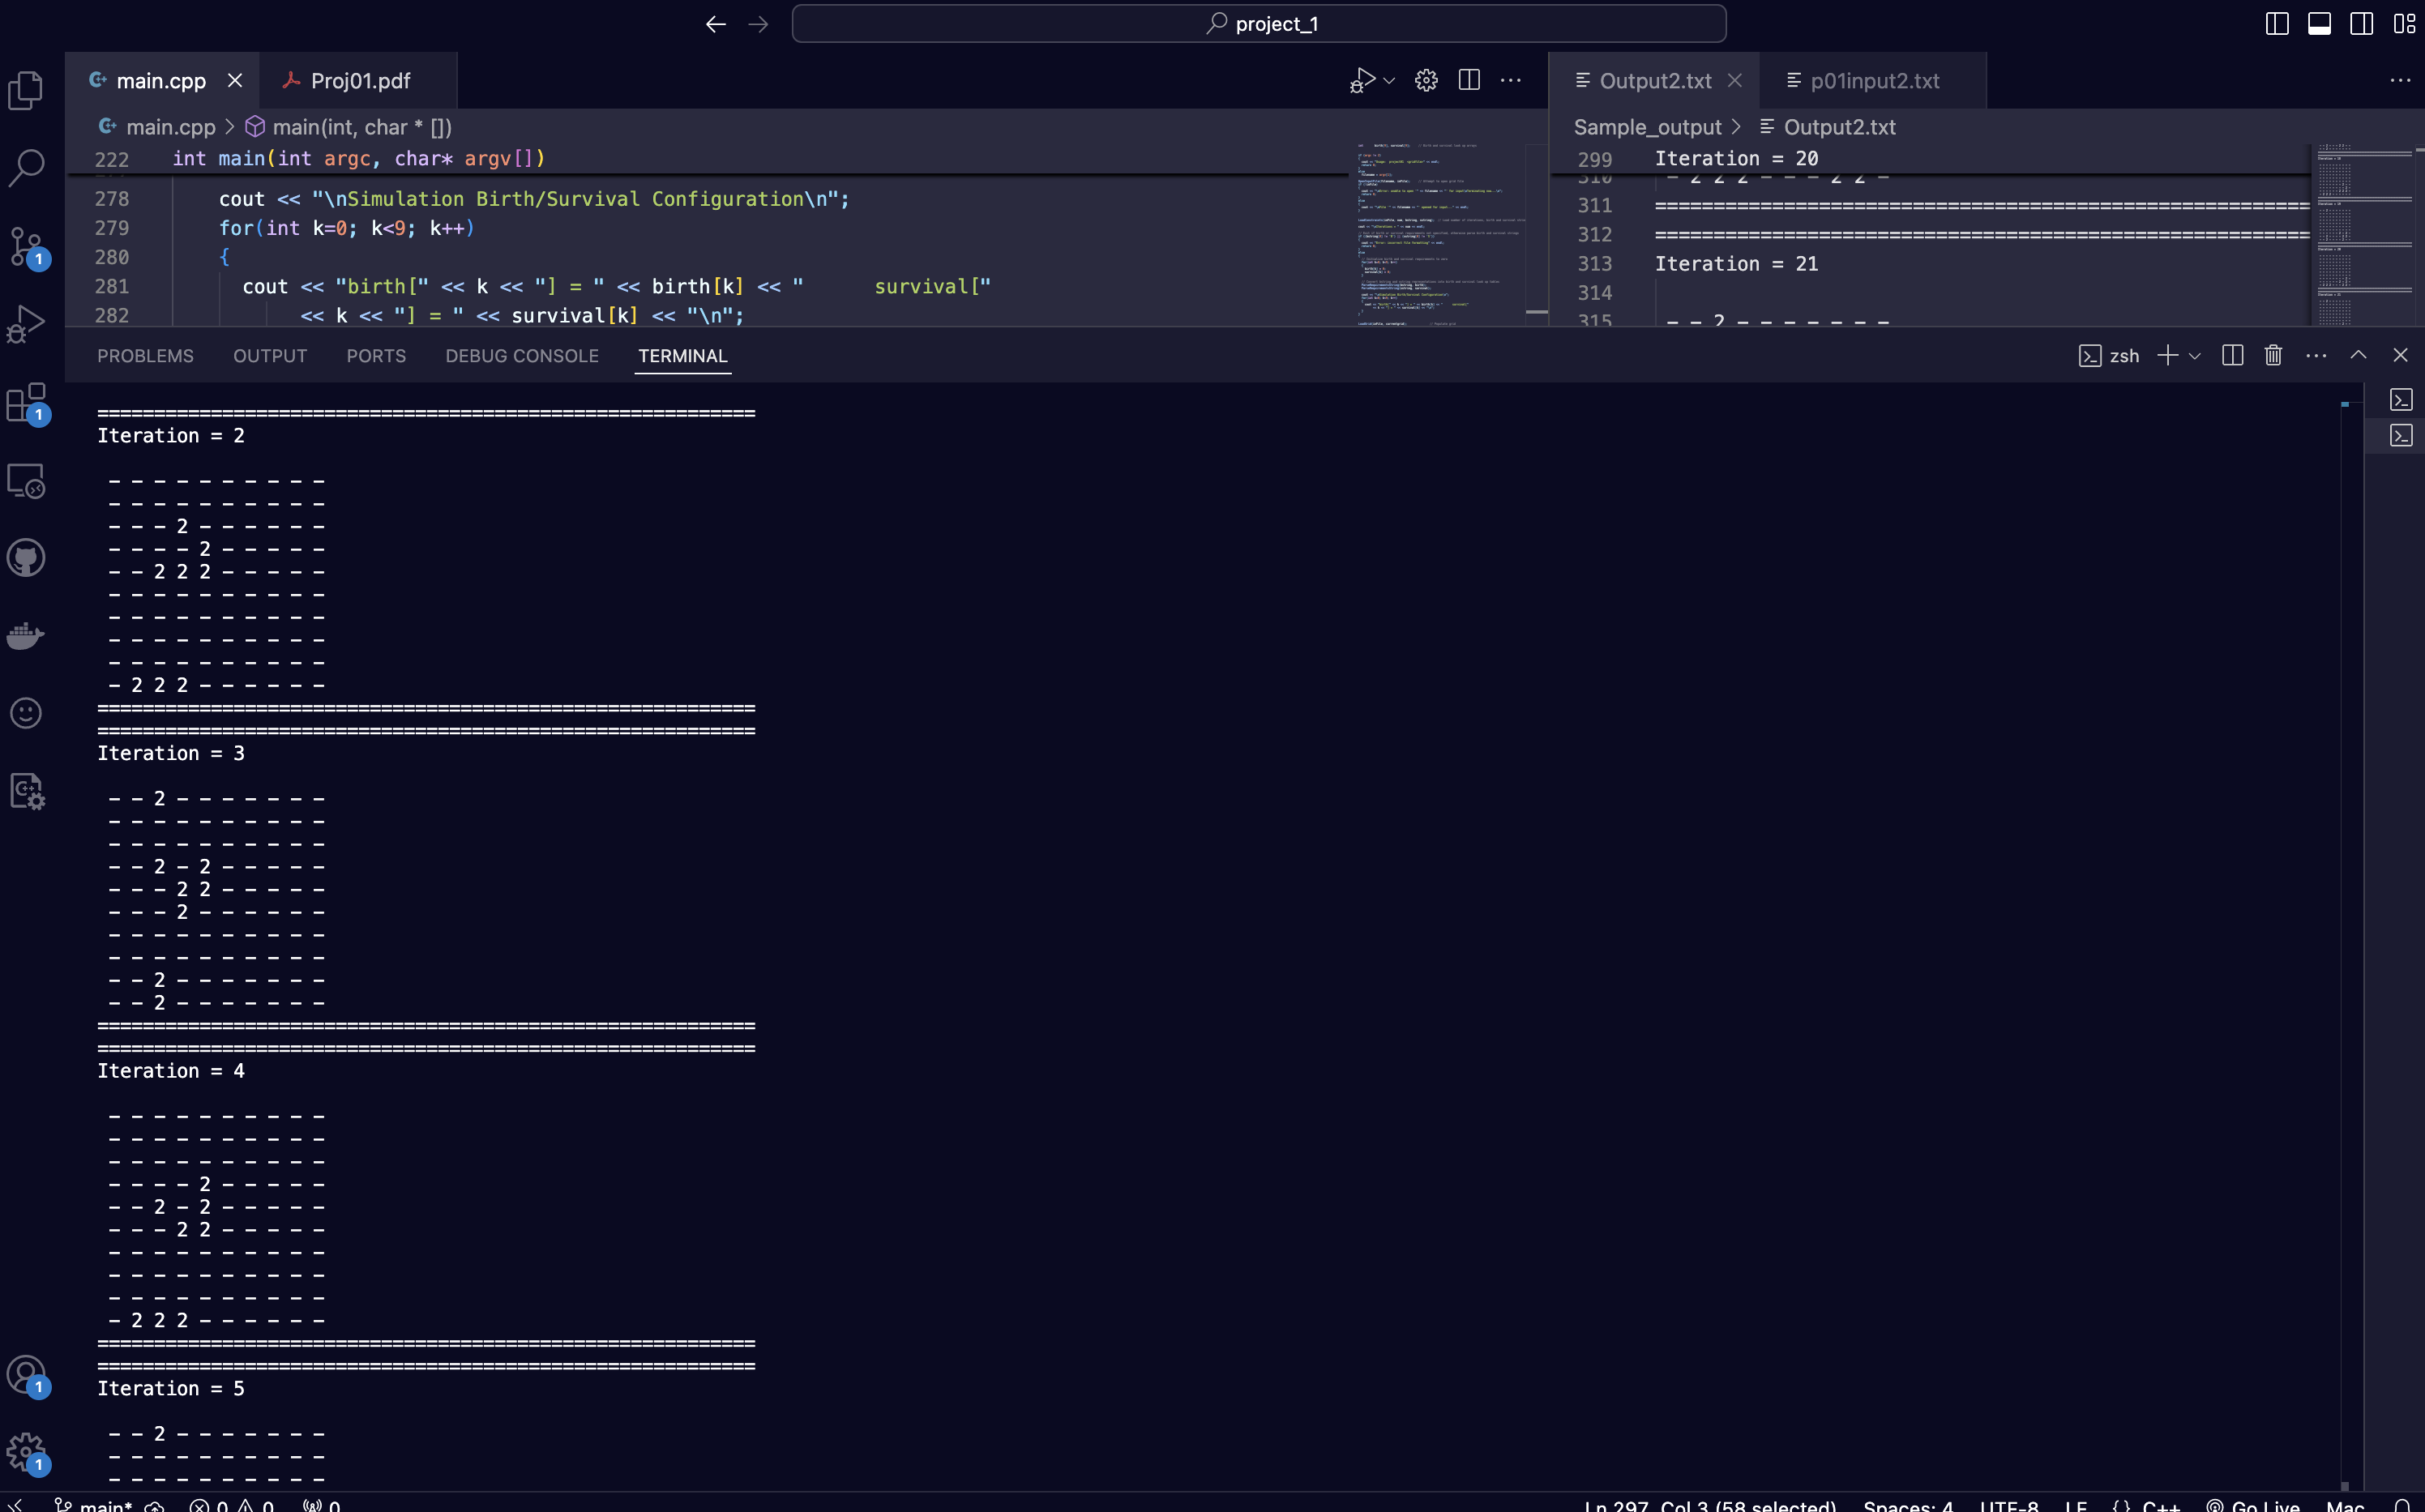 project_1
main.cpp
Proj01.pdf
Output2.txt
p01input2.txt
main.cpp > main(int, char * [])
Sample_output > Output2.txt
222 int main(int argc, char* argv[])
278 cout << "\nSimulation Birth/Survival Configuration\n";
279 for(int k=0; k<9; k++)
280 {
281 cout << "birth[" << k << "] = " << birth[k] << "      survival["
282 << k << "] = " << survival[k] << "\n";
299 Iteration = 20
310 - 2 2 2 - - - 2 2 -
311 =========================================================
312 =========================================================
313 Iteration = 21
314
315 - - 2 - - - - - - -
PROBLEMS OUTPUT PORTS DEBUG CONSOLE TERMINAL
zsh
==========================================================
Iteration = 2
- - - - - - - - - -
- - - - - - - - - -
- - - 2 - - - - - -
- - - - 2 - - - - -
- - 2 2 2 - - - - -
- - - - - - - - - -
- - - - - - - - - -
- - - - - - - - - -
- - - - - - - - - -
- 2 2 2 - - - - - -
==========================================================
==========================================================
Iteration = 3
- - 2 - - - - - - -
- - - - - - - - - -
- - - - - - - - - -
- - 2 - 2 - - - - -
- - - 2 2 - - - - -
- - - 2 - - - - - -
- - - - - - - - - -
- - - - - - - - - -
- - 2 - - - - - - -
- - 2 - - - - - - -
==========================================================
==========================================================
Iteration = 4
- - - - - - - - - -
- - - - - - - - - -
- - - - - - - - - -
- - - - 2 - - - - -
- - 2 - 2 - - - - -
- - - 2 2 - - - - -
- - - - - - - - - -
- - - - - - - - - -
- - - - - - - - - -
- 2 2 2 - - - - - -
==========================================================
==========================================================
Iteration = 5
- - 2 - - - - - - -
- - - - - - - - - -
- - - - - - - - - -
1
1
1
1
main* 0 0 0
Ln 297, Col 3 (58 selected) Spaces: 4 UTF-8 LF {} C++ Go Live Mac